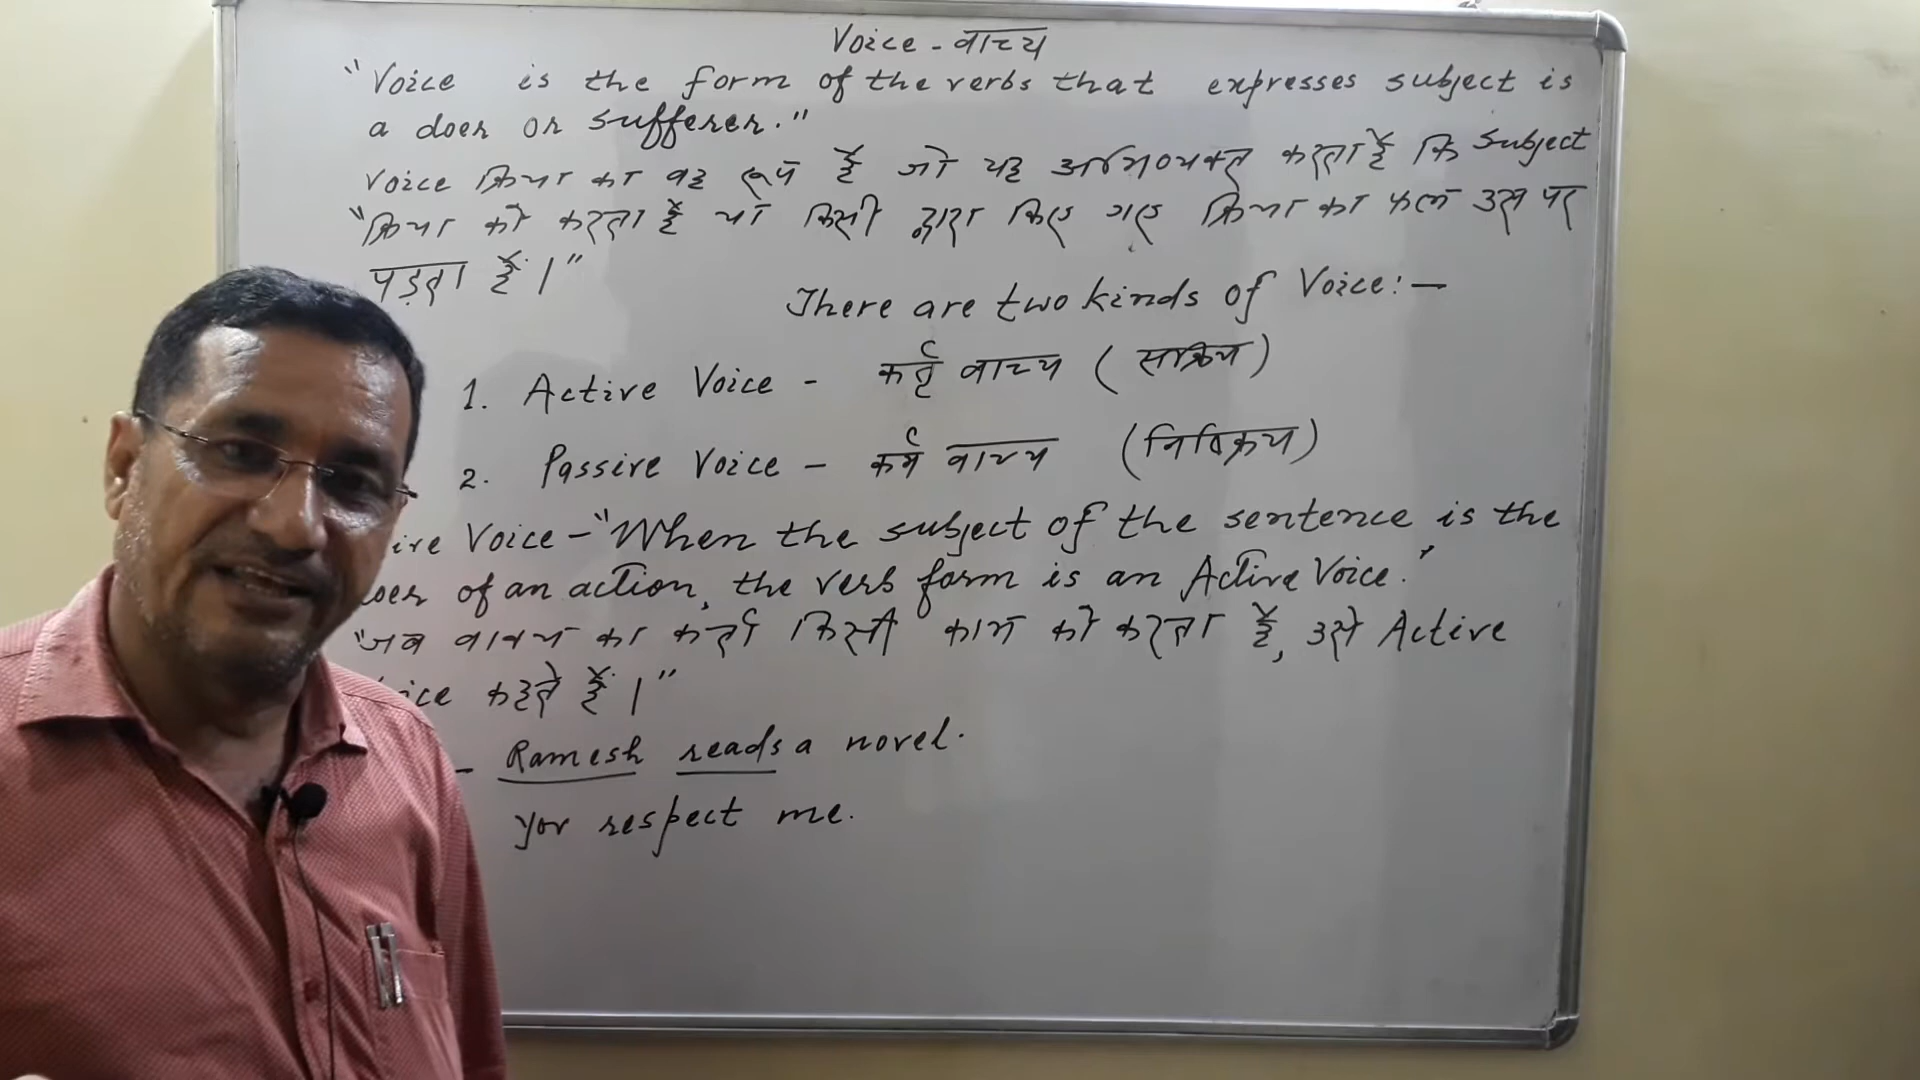 Voice - वाच्य
"Voice is the form of the verbs that expresses subject is
a doer or sufferer."
Voice क्रिया का वह रूप है जो यह अभिव्यक्त करता है कि Subject
"क्रिया को करता है या किसी द्वारा किए गए क्रिया का फल उस पर
पड़ता है।"
There are two kinds of Voice:-
1. Active Voice - कर्तृ वाच्य (सक्रिय)
2. Passive Voice - कर्म वाच्य (निष्क्रिय)
ive Voice - "When the subject of the sentence is the
oer of an action, the verb form is an Active Voice."
"जब वाक्य का कर्ता किसी काम को करता है, उसे Active
ice कहते हैं।"
- Ramesh reads a novel.
You respect me.